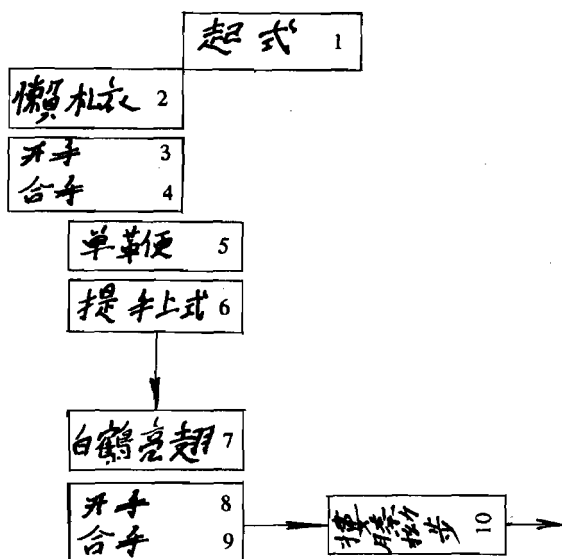 起式 1
懒扎衣 2
开手 3
合手 4
单鞭 5
提手上式 6
白鹤亮翅 7
开手 8
合手 9
搂膝拗步 10